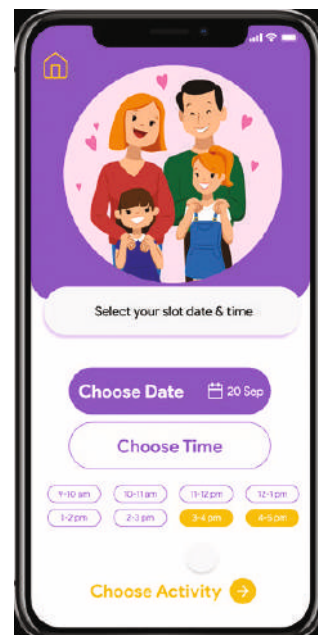 Select your slot date & time
Choose Date 20 Sep
Choose Time
9-10 am 10-11 am 11-12 pm 12-1 pm
1-2 pm 2-3 pm 3-4 pm 4-5 pm
Choose Activity